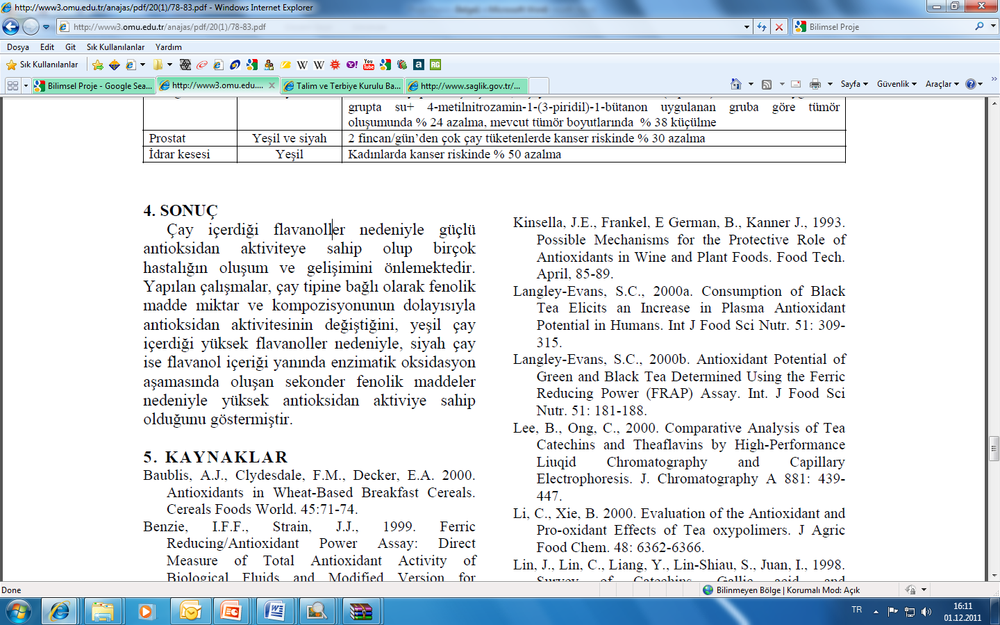 http://www3.omu.edu.tr/anajas/pdf/20(1)/78-83.pdf - Windows Internet Explorer
http://www3.omu.edu.tr/anajas/pdf/20(1)/78-83.pdf
Bilimsel Proje
Dosya Edit Git Sık Kullanılanlar Yardım
Sık Kullanılanlar
Bilimsel Proje - Google Sea...
http://www3.omu.edu....
Talim ve Terbiye Kurulu Ba...
http://www.saglik.gov.tr/...
Sayfa Güvenlik Araçlar
grupta su+ 4-metilnitrozamin-1-(3-piridil)-1-bütanon uygulanan gruba göre tümör
oluşumunda % 24 azalma, mevcut tümör boyutlarında % 38 küçülme
Prostat Yeşil ve siyah 2 fincan/gün'den çok çay tüketenlerde kanser riskinde % 30 azalma
İdrar kesesi Yeşil Kadınlarda kanser riskinde % 50 azalma
4. SONUÇ
Çay içerdiği flavanoller nedeniyle güçlü
antioksidan aktiviteye sahip olup birçok
hastalığın oluşum ve gelişimini önlemektedir.
Yapılan çalışmalar, çay tipine bağlı olarak fenolik
madde miktar ve kompozisyonunun dolayısıyla
antioksidan aktivitesinin değiştiğini, yeşil çay
içerdiği yüksek flavanoller nedeniyle, siyah çay
ise flavanol içeriği yanında enzimatik oksidasyon
aşamasında oluşan sekonder fenolik maddeler
nedeniyle yüksek antioksidan aktiviye sahip
olduğunu göstermiştir.
5. KAYNAKLAR
Baublis, A.J., Clydesdale, F.M., Decker, E.A. 2000.
Antioxidants in Wheat-Based Breakfast Cereals.
Cereals Foods World. 45:71-74.
Benzie, I.F.F., Strain, J.J., 1999. Ferric
Reducing/Antioxidant Power Assay: Direct
Measure of Total Antioxidant Activity of
Biological Fluids and Modified Version for
Kinsella, J.E., Frankel, E German, B., Kanner J., 1993.
Possible Mechanisms for the Protective Role of
Antioxidants in Wine and Plant Foods. Food Tech.
April, 85-89.
Langley-Evans, S.C., 2000a. Consumption of Black
Tea Elicits an Increase in Plasma Antioxidant
Potential in Humans. Int J Food Sci Nutr. 51: 309-
315.
Langley-Evans, S.C., 2000b. Antioxidant Potential of
Green and Black Tea Determined Using the Ferric
Reducing Power (FRAP) Assay. Int. J Food Sci
Nutr. 51: 181-188.
Lee, B., Ong, C., 2000. Comparative Analysis of Tea
Catechins and Theaflavins by High-Performance
Liuqid Chromatography and Capillary
Electrophoresis. J. Chromatography A 881: 439-
447.
Li, C., Xie, B. 2000. Evaluation of the Antioxidant and
Pro-oxidant Effects of Tea oxypolimers. J Agric
Food Chem. 48: 6362-6366.
Lin, J., Lin, C., Liang, Y., Lin-Shiau, S., Juan, I., 1998.
Survey of Catechins, Gallic acid, and
Done
Bilinmeyen Bölge | Korumalı Mod: Açık
TR
16:11
01.12.2011